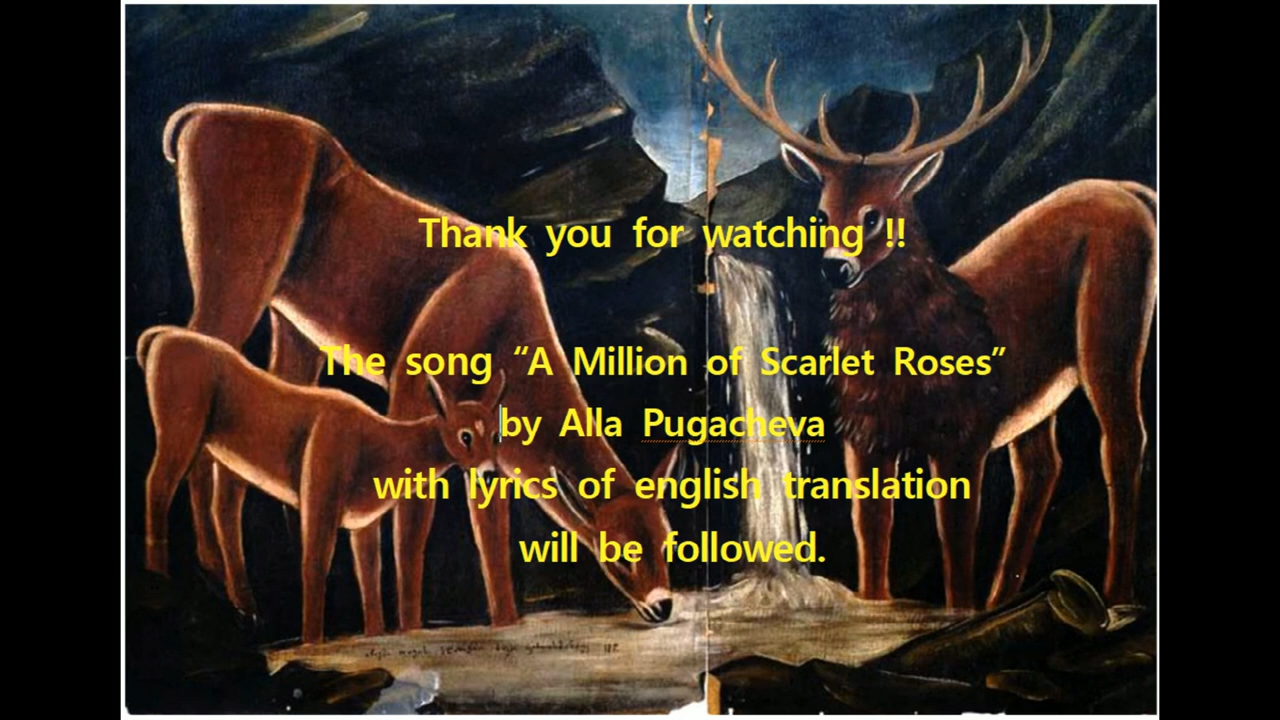 Thank you for watching !!
The song “A Million of Scarlet Roses”
by Alla Pugacheva
with lyrics of english translation
will be followed.